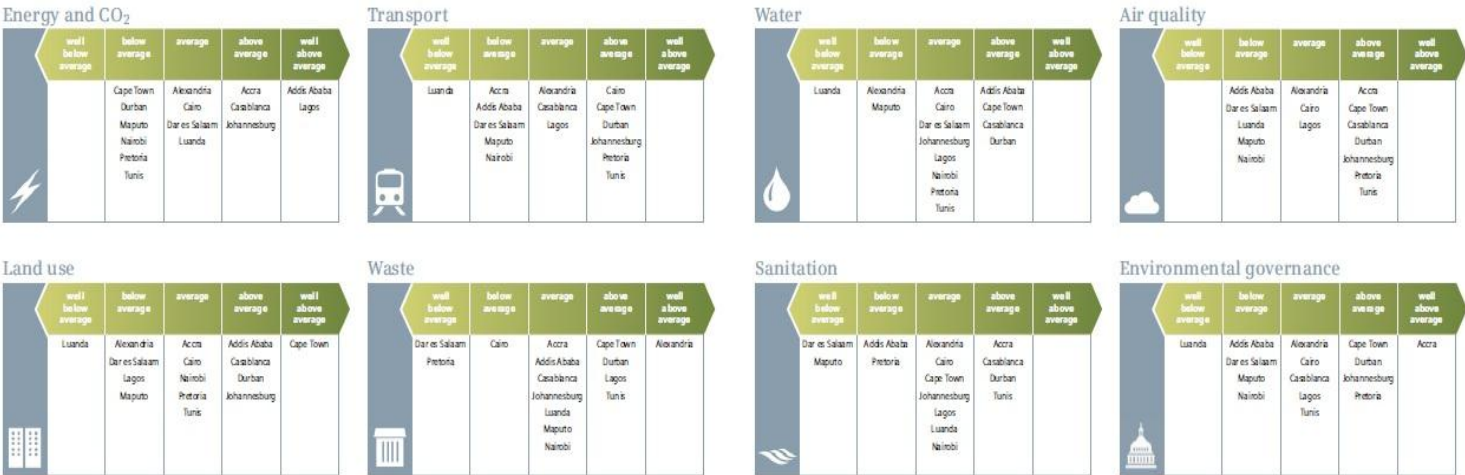 Energy and CO₂
well
below
average
below
average
average
above
average
well
above
average
Cape Town
Durban
Maputo
Nairobi
Pretoria
Tunis
Alexandria
Cairo
Dar es Salaam
Luanda
Accra
Casablanca
Johannesburg
Addis Ababa
Lagos
Transport
well
below
average
below
average
average
above
average
well
above
average
Luanda
Accra
Addis Ababa
Dar es Salaam
Maputo
Nairobi
Alexandria
Casablanca
Lagos
Cairo
Cape Town
Durban
Johannesburg
Pretoria
Tunis
Water
well
below
average
below
average
average
above
average
well
above
average
Luanda
Alexandria
Maputo
Accra
Cairo
Dar es Salaam
Johannesburg
Lagos
Nairobi
Pretoria
Tunis
Addis Ababa
Cape Town
Casablanca
Durban
Air quality
well
below
average
below
average
average
above
average
well
above
average
Addis Ababa
Dar es Salaam
Luanda
Maputo
Nairobi
Alexandria
Cairo
Lagos
Accra
Cape Town
Casablanca
Durban
Johannesburg
Pretoria
Tunis
Land use
well
below
average
below
average
average
above
average
well
above
average
Luanda
Alexandria
Dar es Salaam
Lagos
Maputo
Accra
Cairo
Nairobi
Pretoria
Tunis
Addis Ababa
Casablanca
Durban
Johannesburg
Cape Town
Waste
well
below
average
below
average
average
above
average
well
above
average
Dar es Salaam
Pretoria
Cairo
Accra
Addis Ababa
Casablanca
Johannesburg
Luanda
Maputo
Nairobi
Cape Town
Durban
Lagos
Tunis
Alexandria
Sanitation
well
below
average
below
average
average
above
average
well
above
average
Dar es Salaam
Maputo
Addis Ababa
Pretoria
Alexandria
Cairo
Cape Town
Johannesburg
Lagos
Luanda
Nairobi
Accra
Casablanca
Durban
Tunis
Environmental governance
well
below
average
below
average
average
above
average
well
above
average
Luanda
Addis Ababa
Dar es Salaam
Maputo
Nairobi
Alexandria
Cairo
Casablanca
Lagos
Tunis
Cape Town
Durban
Johannesburg
Pretoria
Accra